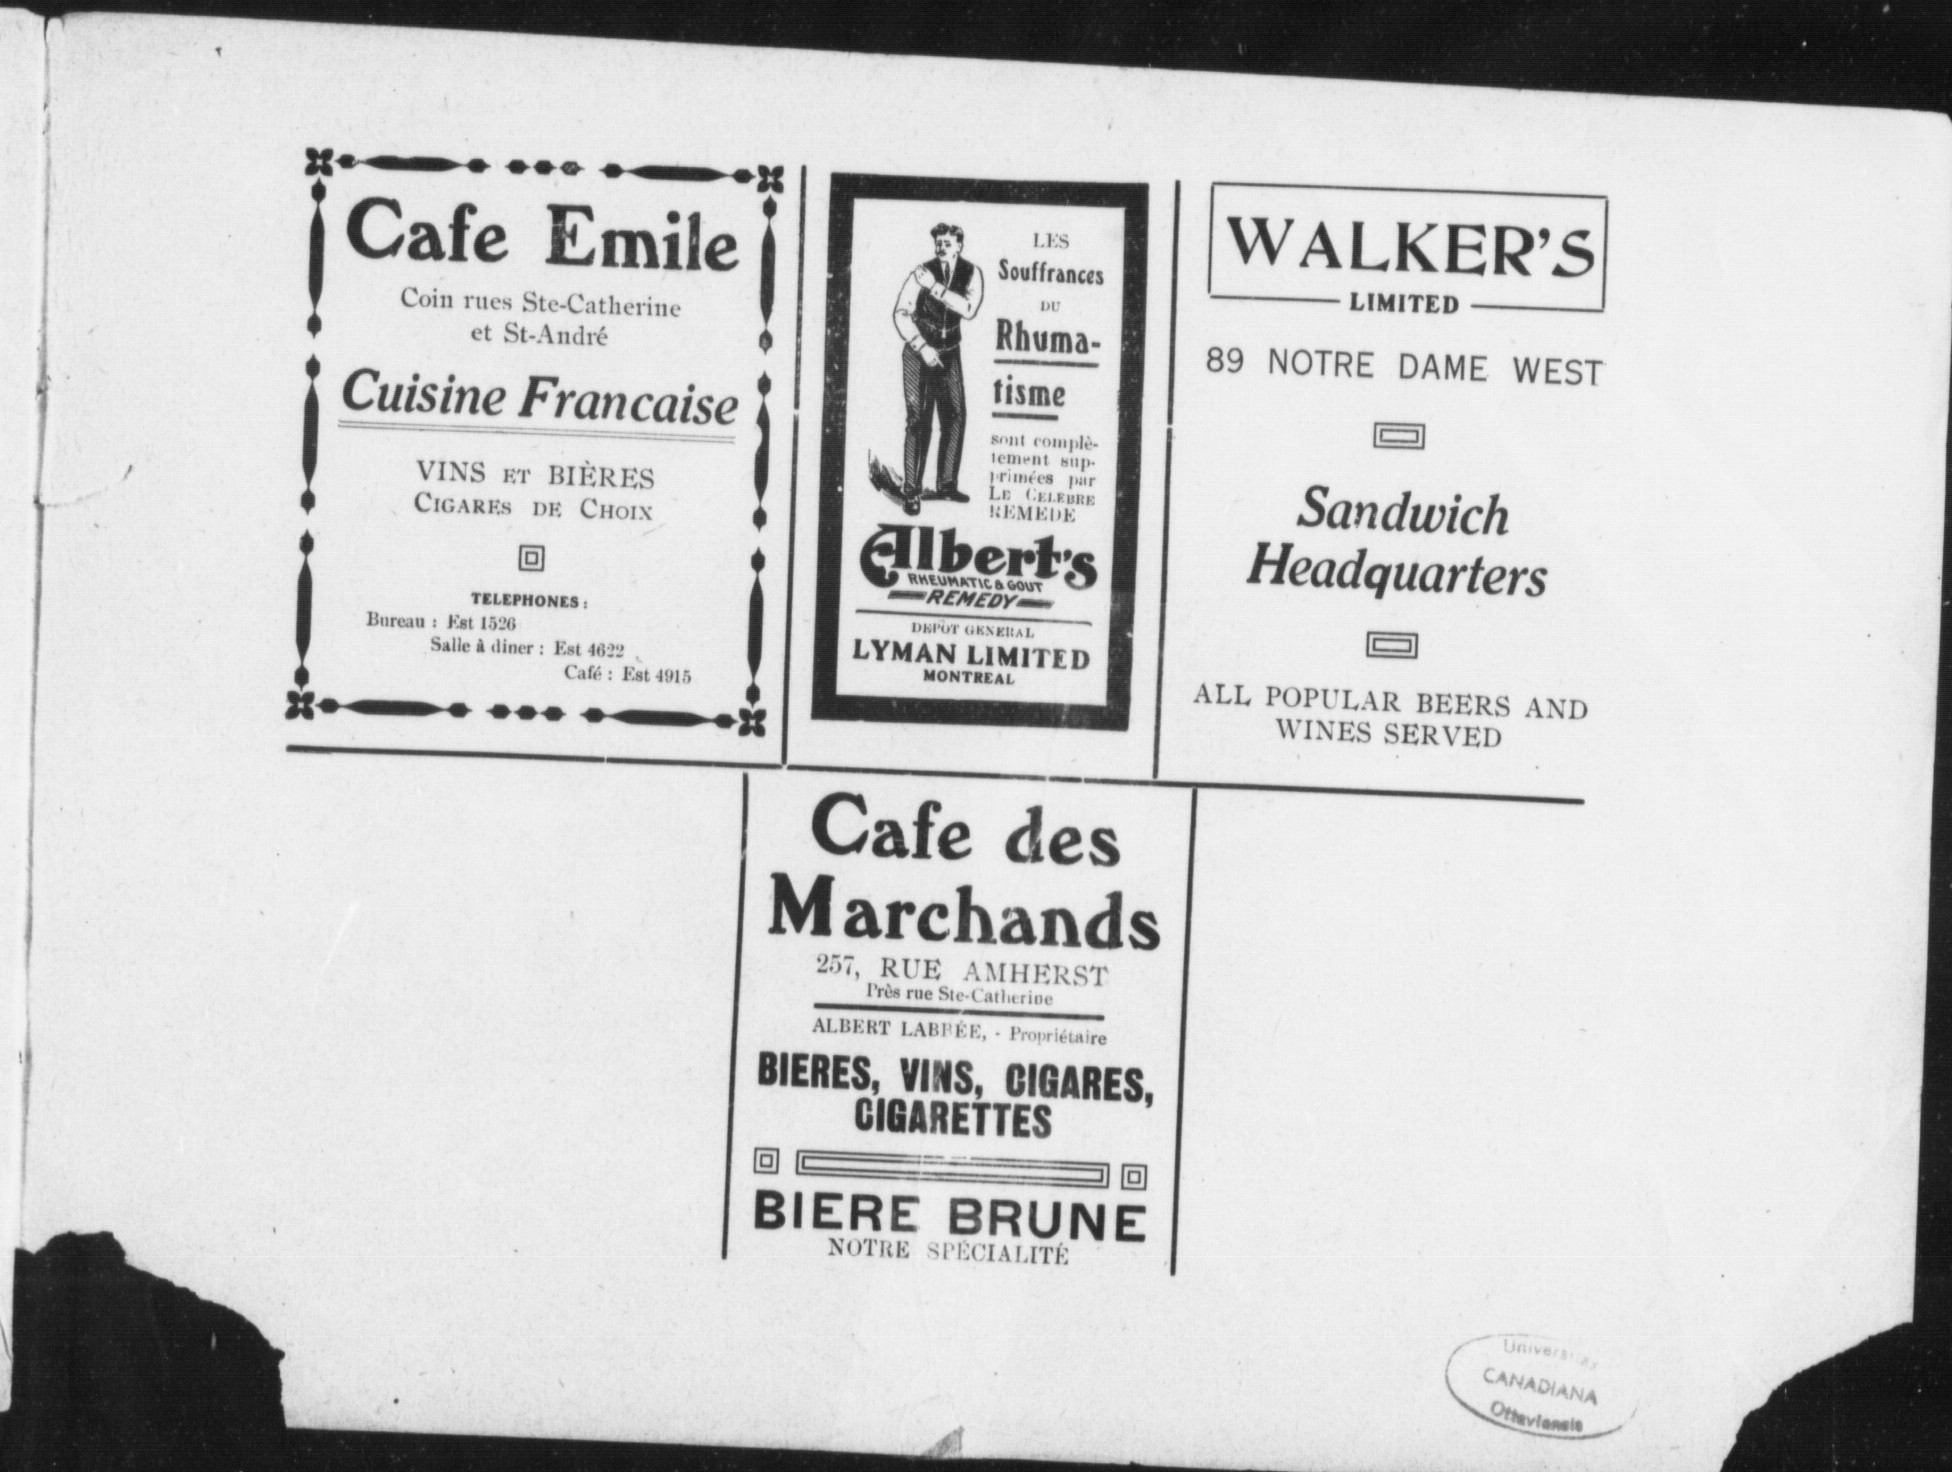 Cafe Emile
Coin rues Ste-Catherine
et St-André
Cuisine Francaise
VINS ET BIÈRES
CIGARES DE CHOIX
TELEPHONES:
Bureau : Est 1526
Salle à diner : Est 4622
Café : Est 4915
LES
Souffrances
DU
Rhuma-
tisme
sont complè-
tement sup-
primées par
LE CELEBRE
REMEDE
Albert's
RHEUMATIC & GOUT
REMEDY
DEPÔT GENERAL
LYMAN LIMITED
MONTREAL
WALKER'S
LIMITED
89 NOTRE DAME WEST
Sandwich
Headquarters
ALL POPULAR BEERS AND
WINES SERVED
Cafe des
Marchands
257, RUE AMHERST
Près rue Ste-Catherine
ALBERT LABRÉE, - Propriétaire
BIERES, VINS, CIGARES,
CIGARETTES
BIERE BRUNE
NOTRE SPÉCIALITÉ
Universitas
CANADIANA
Ottaviensis